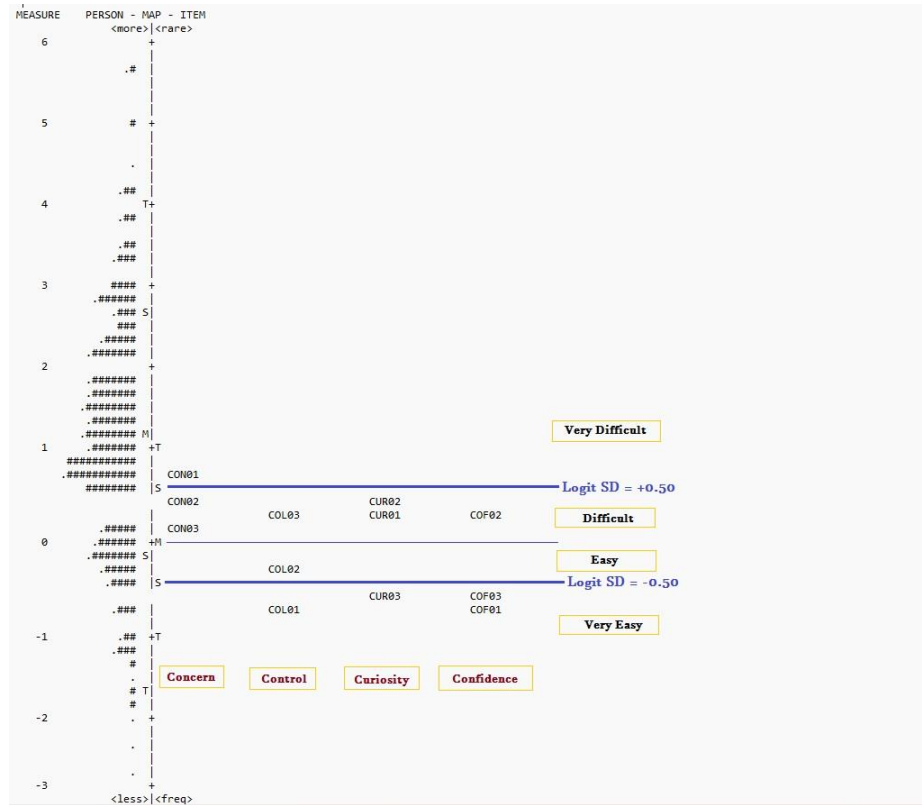 MEASURE PERSON - MAP - ITEM
<more>|<rare>
6 +
|
.# |
|
|
|
5 # +
|
|
. |
|
.## |
4 T+
.## |
|
.## |
.### |
|
3 #### +
.###### |
.### S|
### |
.##### |
.####### |
2 +
.####### |
.####### |
.######## |
.####### |
.######## M| Very Difficult
1 .####### +T
########### |
.########### | CON01
######## |S Logit SD = +0.50
CON02 CUR02
| COL03 CUR01 COF02 Difficult
.##### | CON03
0 .###### +M
.####### S| Easy
.##### | COL02
.#### |S Logit SD = -0.50
CUR03 COF03
.### | COL01 COF01
| Very Easy
-1 .## +T
.### |
# |
. | Concern Control Curiosity Confidence
# T|
# |
-2 . +
|
. |
|
. |
-3 +
<less>|<freq>